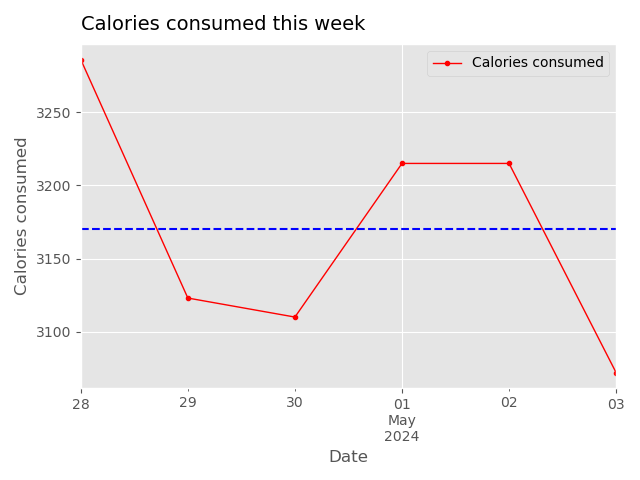 Calories consumed this week
Calories consumed
3250
3200
3150
3100
Calories consumed
28
29
30
01
02
03
May
2024
Date